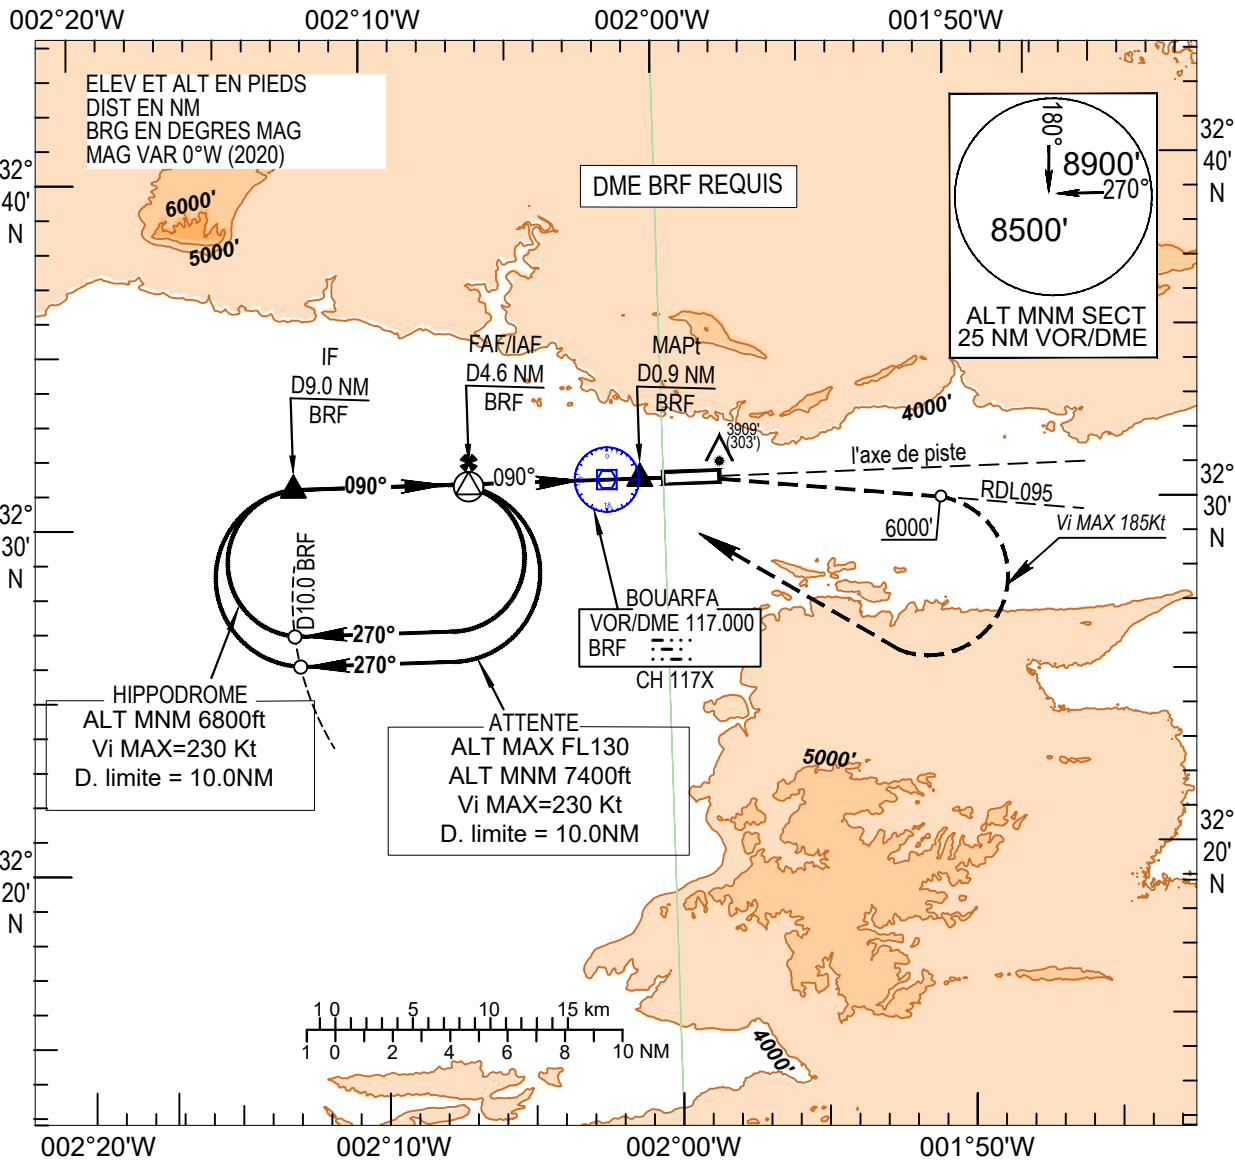 002°20'W 002°10'W 002°00'W 001°50'W
ELEV ET ALT EN PIEDS
DIST EN NM
BRG EN DEGRES MAG
MAG VAR 0°W (2020)
32°
40'
N
32°
40'
N
180°
8900'
270°
8500'
ALT MNM SECT
25 NM VOR/DME
DME BRF REQUIS
6000'
5000'
IF
D9.0 NM
BRF
FAF/IAF
D4.6 NM
BRF
MAPt
D0.9 NM
BRF
4000'
3909'
(303')
l'axe de piste
090°
090°
0
18
RDL095
6000'
Vi MAX 185Kt
32°
30'
N
32°
30'
N
D10.0 BRF
270°
270°
BOUARFA
VOR/DME 117.000
BRF
CH 117X
HIPPODROME
ALT MNM 6800ft
Vi MAX=230 Kt
D. limite = 10.0NM
ATTENTE
ALT MAX FL130
ALT MNM 7400ft
Vi MAX=230 Kt
D. limite = 10.0NM
5000'
32°
20'
N
32°
20'
N
1 0 5 10 15 km
1 0 2 4 6 8 10 NM
4000'
002°20'W 002°10'W 002°00'W 001°50'W